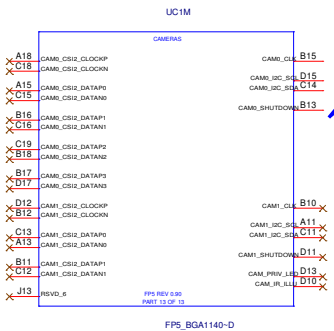 UC1M
CAMERAS
A18 CAM0_CSI2_CLOCKP
C18 CAM0_CSI2_CLOCKN
A15 CAM0_CSI2_DATAP0
C15 CAM0_CSI2_DATAN0
B16 CAM0_CSI2_DATAP1
C16 CAM0_CSI2_DATAN1
C19 CAM0_CSI2_DATAP2
B18 CAM0_CSI2_DATAN2
B17 CAM0_CSI2_DATAP3
D17 CAM0_CSI2_DATAN3
D12 CAM1_CSI2_CLOCKP
B12 CAM1_CSI2_CLOCKN
C13 CAM1_CSI2_DATAP0
A13 CAM1_CSI2_DATAN0
B11 CAM1_CSI2_DATAP1
C12 CAM1_CSI2_DATAN1
J13 RSVD_6
CAM0_CLK B15
CAM0_I2C_SCL D15
CAM0_I2C_SDA C14
CAM0_SHUTDOWN B13
CAM1_CLK B10
CAM1_I2C_SCL A11
CAM1_I2C_SDA C11
CAM1_SHUTDOWN D11
CAM_PRIV_LED D13
CAM_IR_ILLU D10
FP5 REV 0.90
PART 13 OF 13
FP5_BGA1140~D